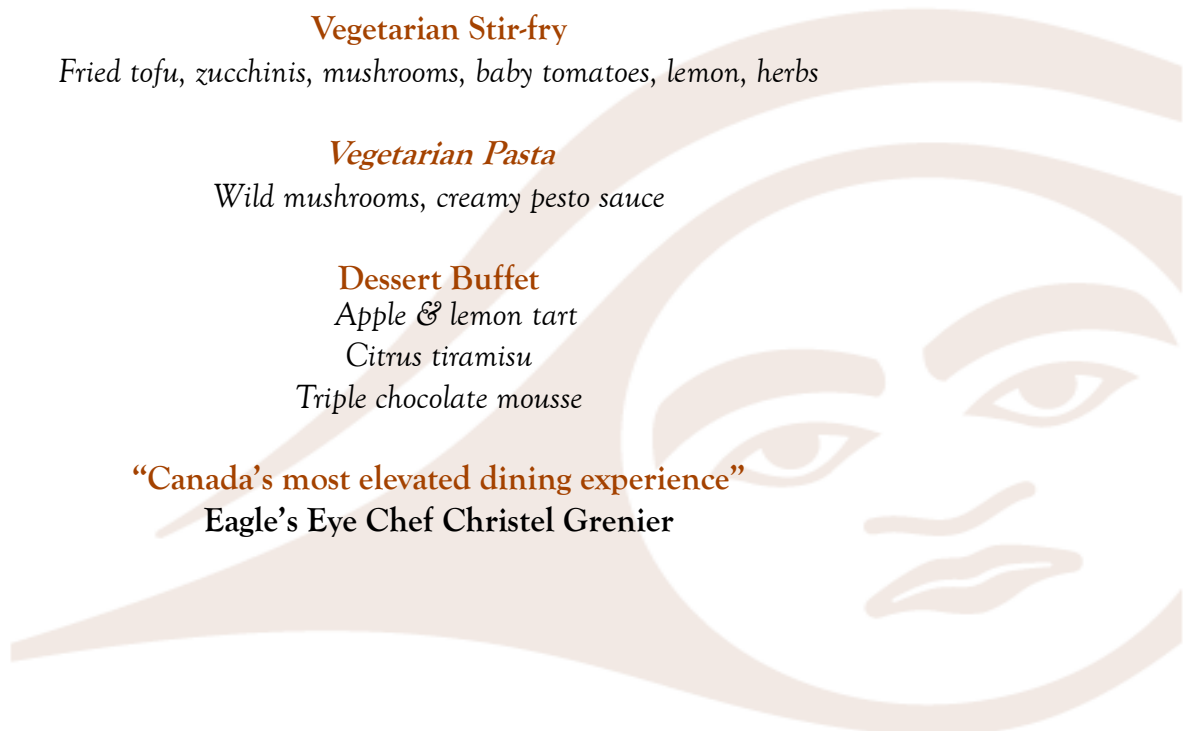 Vegetarian Stir-fry
Fried tofu, zucchinis, mushrooms, baby tomatoes, lemon, herbs
Vegetarian Pasta
Wild mushrooms, creamy pesto sauce
Dessert Buffet
Apple & lemon tart
Citrus tiramisu
Triple chocolate mousse
“Canada’s most elevated dining experience”
Eagle’s Eye Chef Christel Grenier